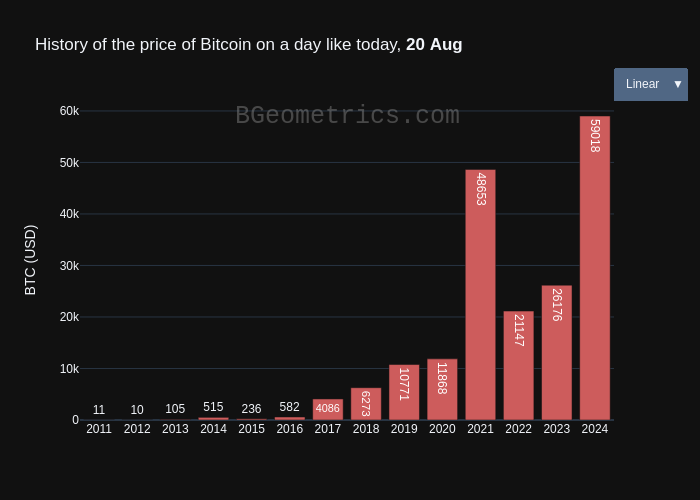 History of the price of Bitcoin on a day like today, 20 Aug
Linear ▼
BGeometrics.com
BTC (USD)
60k
50k
40k
30k
20k
10k
0
11
10
105
515
236
582
4086
6273
10771
11868
48653
21147
26176
59018
2011 2012 2013 2014 2015 2016 2017 2018 2019 2020 2021 2022 2023 2024